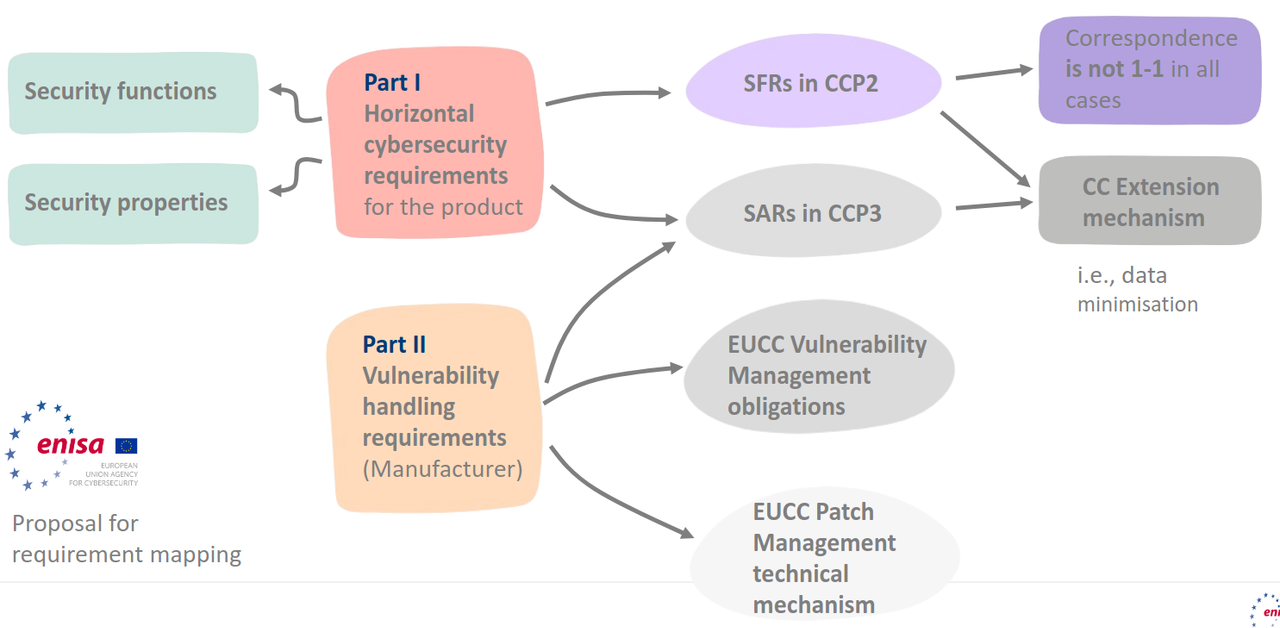 Security functions
Security properties
Part I
Horizontal
cybersecurity
requirements
for the product
SFRs in CCP2
SARs in CCP3
Correspondence
is not 1-1 in all
cases
CC Extension
mechanism
i.e., data
minimisation
Part II
Vulnerability
handling
requirements
(Manufacturer)
EUCC Vulnerability
Management
obligations
EUCC Patch
Management
technical
mechanism
enisa
EUROPEAN
UNION AGENCY
FOR CYBERSECURITY
Proposal for
requirement mapping
eni